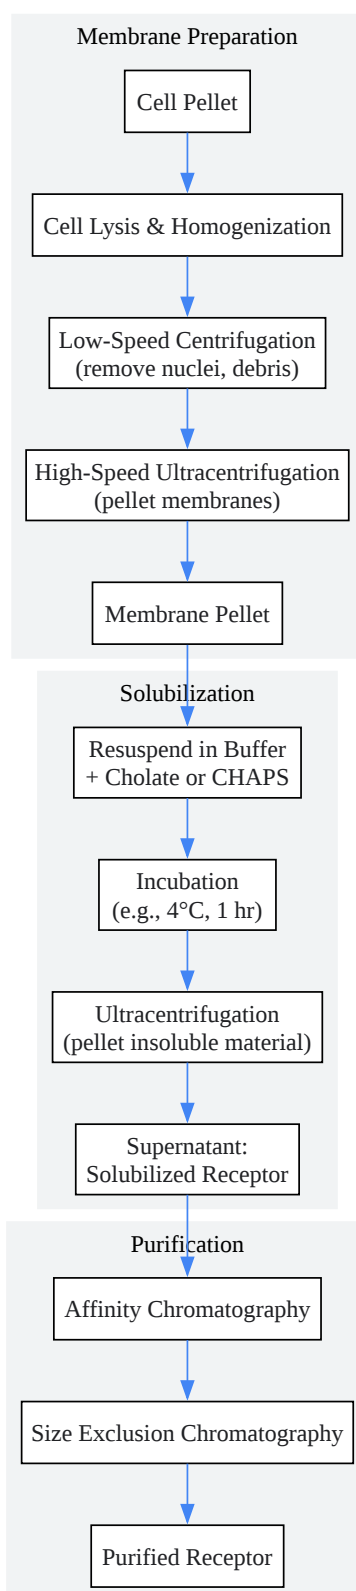 Membrane Preparation
Cell Pellet
Cell Lysis & Homogenization
Low-Speed Centrifugation
(remove nuclei, debris)
High-Speed Ultracentrifugation
(pellet membranes)
Membrane Pellet
Solubilization
Resuspend in Buffer
+ Cholate or CHAPS
Incubation
(e.g., 4°C, 1 hr)
Ultracentrifugation
(pellet insoluble material)
Supernatant:
Solubilized Receptor
Purification
Affinity Chromatography
Size Exclusion Chromatography
Purified Receptor